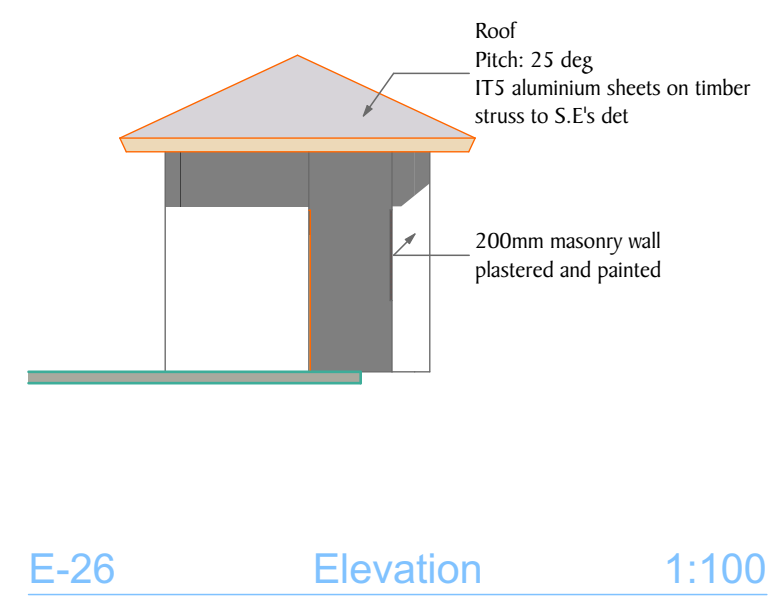 Roof
Pitch: 25 deg
IT5 aluminium sheets on timber
struss to S.E's det
200mm masonry wall
plastered and painted
E-26 Elevation 1:100